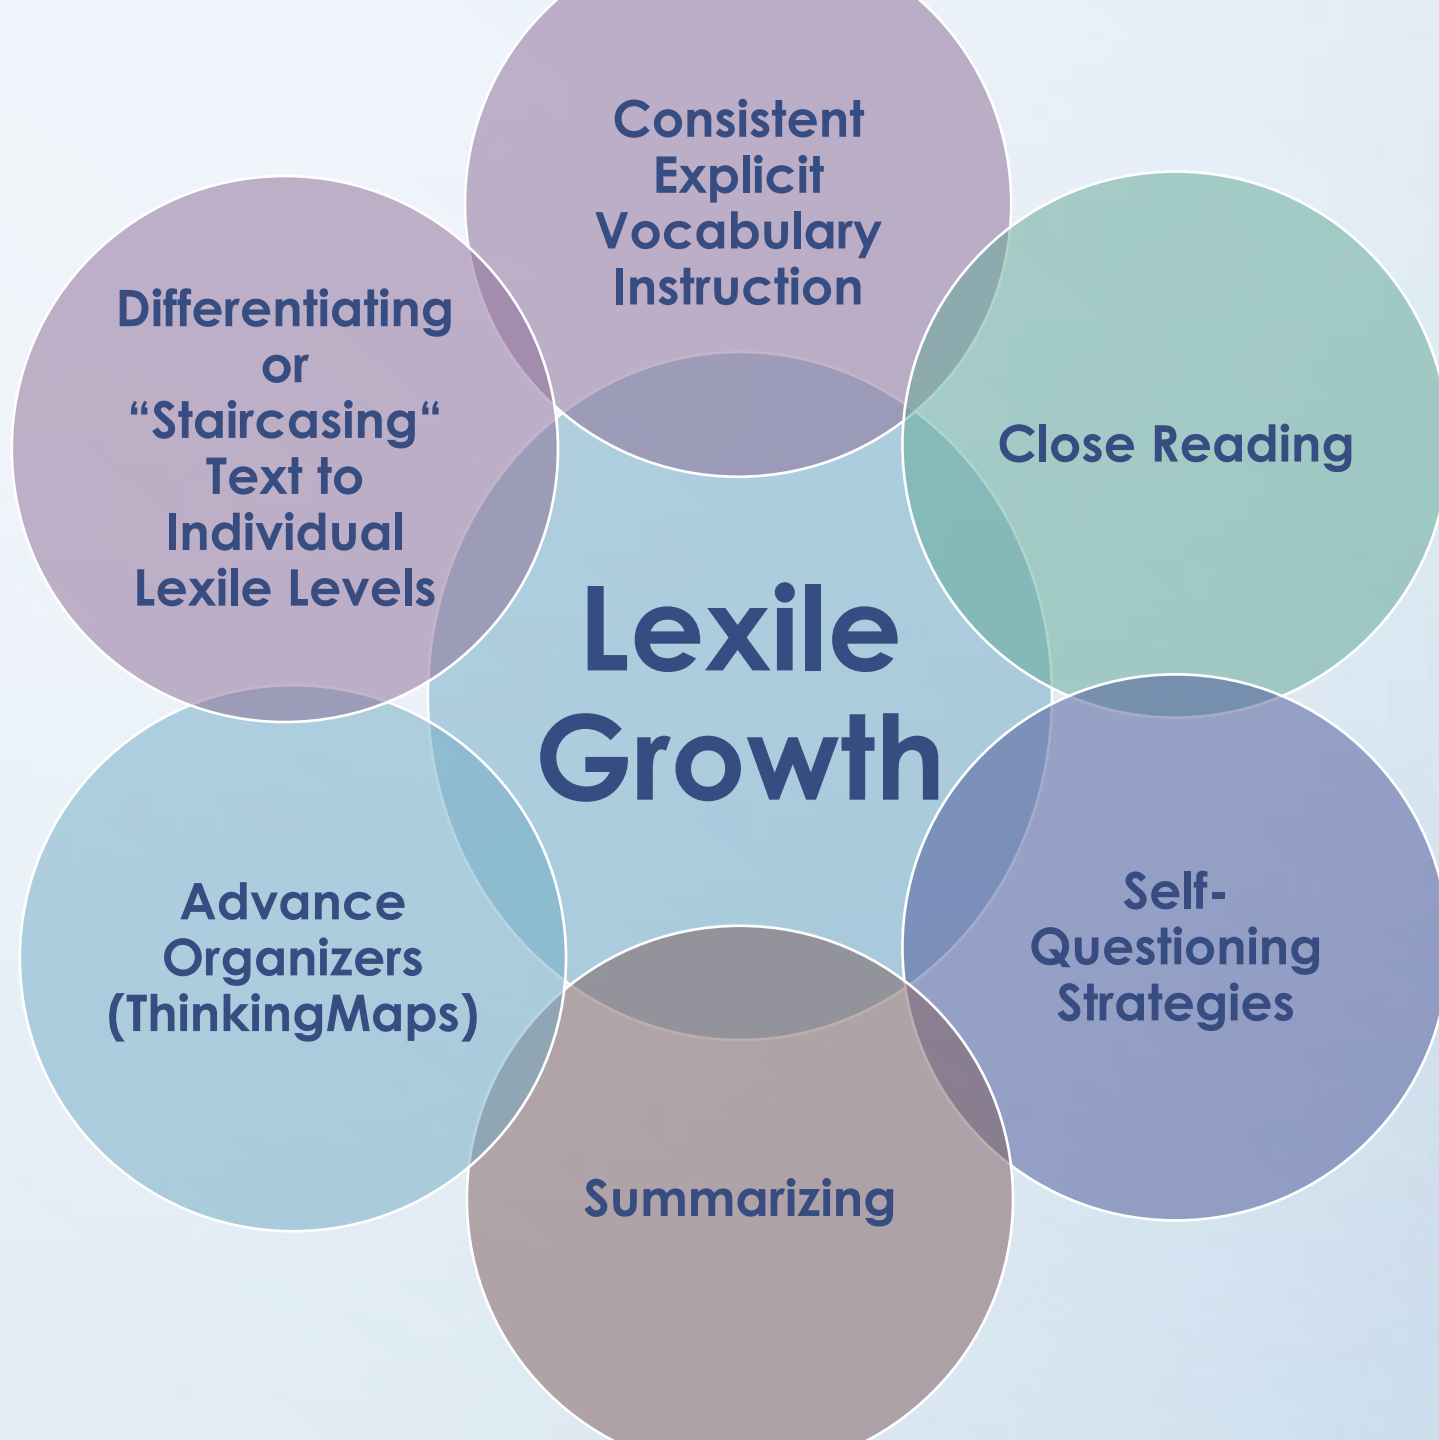 Consistent
Explicit
Vocabulary
Instruction
Differentiating
or
“Staircasing“
Text to
Individual
Lexile Levels
Close Reading
Lexile
Growth
Advance
Organizers
(ThinkingMaps)
Self-
Questioning
Strategies
Summarizing